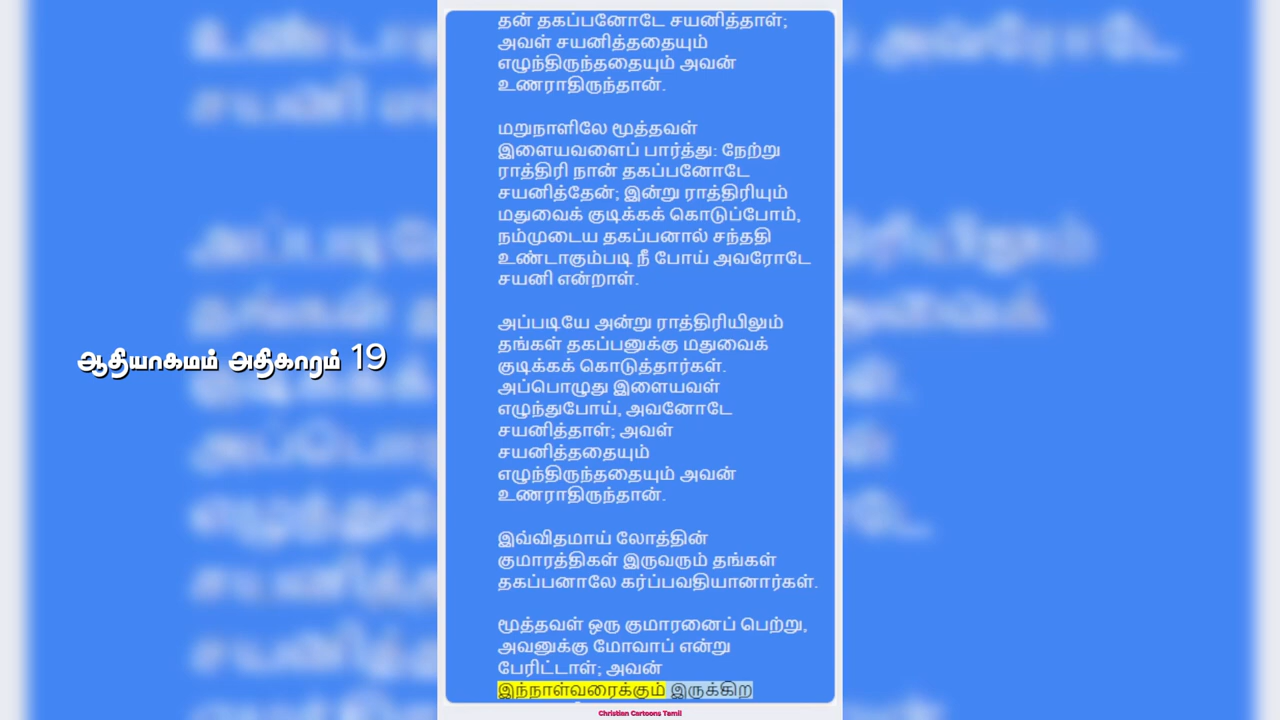 ஆதியாகமம் அதிகாரம் 19
தன் தகப்பனோடே சயனித்தாள்;
அவள் சயனித்ததையும்
எழுந்திருந்ததையும் அவன்
உணராதிருந்தான்.
மறுநாளிலே மூத்தவள்
இளையவளைப் பார்த்து: நேற்று
ராத்திரி நான் தகப்பனோடே
சயனித்தேன்; இன்று ராத்திரியும்
மதுவைக் குடிக்கக் கொடுப்போம்,
நம்முடைய தகப்பனால் சந்ததி
உண்டாகும்படி நீ போய் அவரோடே
சயனி என்றாள்.
அப்படியே அன்று ராத்திரியிலும்
தங்கள் தகப்பனுக்கு மதுவைக்
குடிக்கக் கொடுத்தார்கள்.
அப்பொழுது இளையவள்
எழுந்துபோய், அவனோடே
சயனித்தாள்; அவள்
சயனித்ததையும்
எழுந்திருந்ததையும் அவன்
உணராதிருந்தான்.
இவ்விதமாய் லோத்தின்
குமாரத்திகள் இருவரும் தங்கள்
தகப்பனாலே கர்ப்பவதியானார்கள்.
மூத்தவள் ஒரு குமாரனைப் பெற்று,
அவனுக்கு மோவாப் என்று
பேரிட்டாள்; அவன்
இந்நாள்வரைக்கும் இருக்கிற
Christian Cartoons Tamil